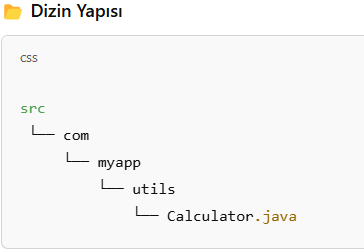 📂 Dizin Yapısı
css
src
└── com
└── myapp
└── utils
└── Calculator.java